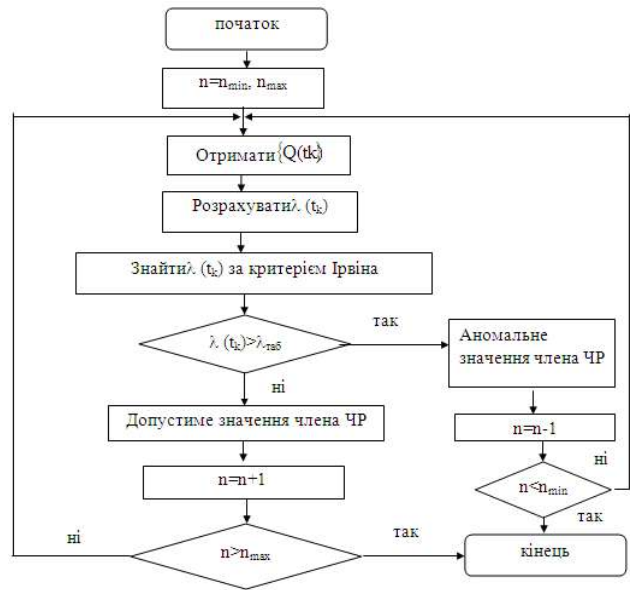 початок
n=nmin, nmax
Отримати{Q(tk}
Розрахуватиλ (tk)
Знайтиλ (tk) за критерієм Ірвіна
λ (tk)>λтаб
так
Аномальне
значення члена ЧР
ні
Допустиме значення члена ЧР
n=n-1
ні
n=n+1
n<nmin
так
ні
n>nmax
так
кінець